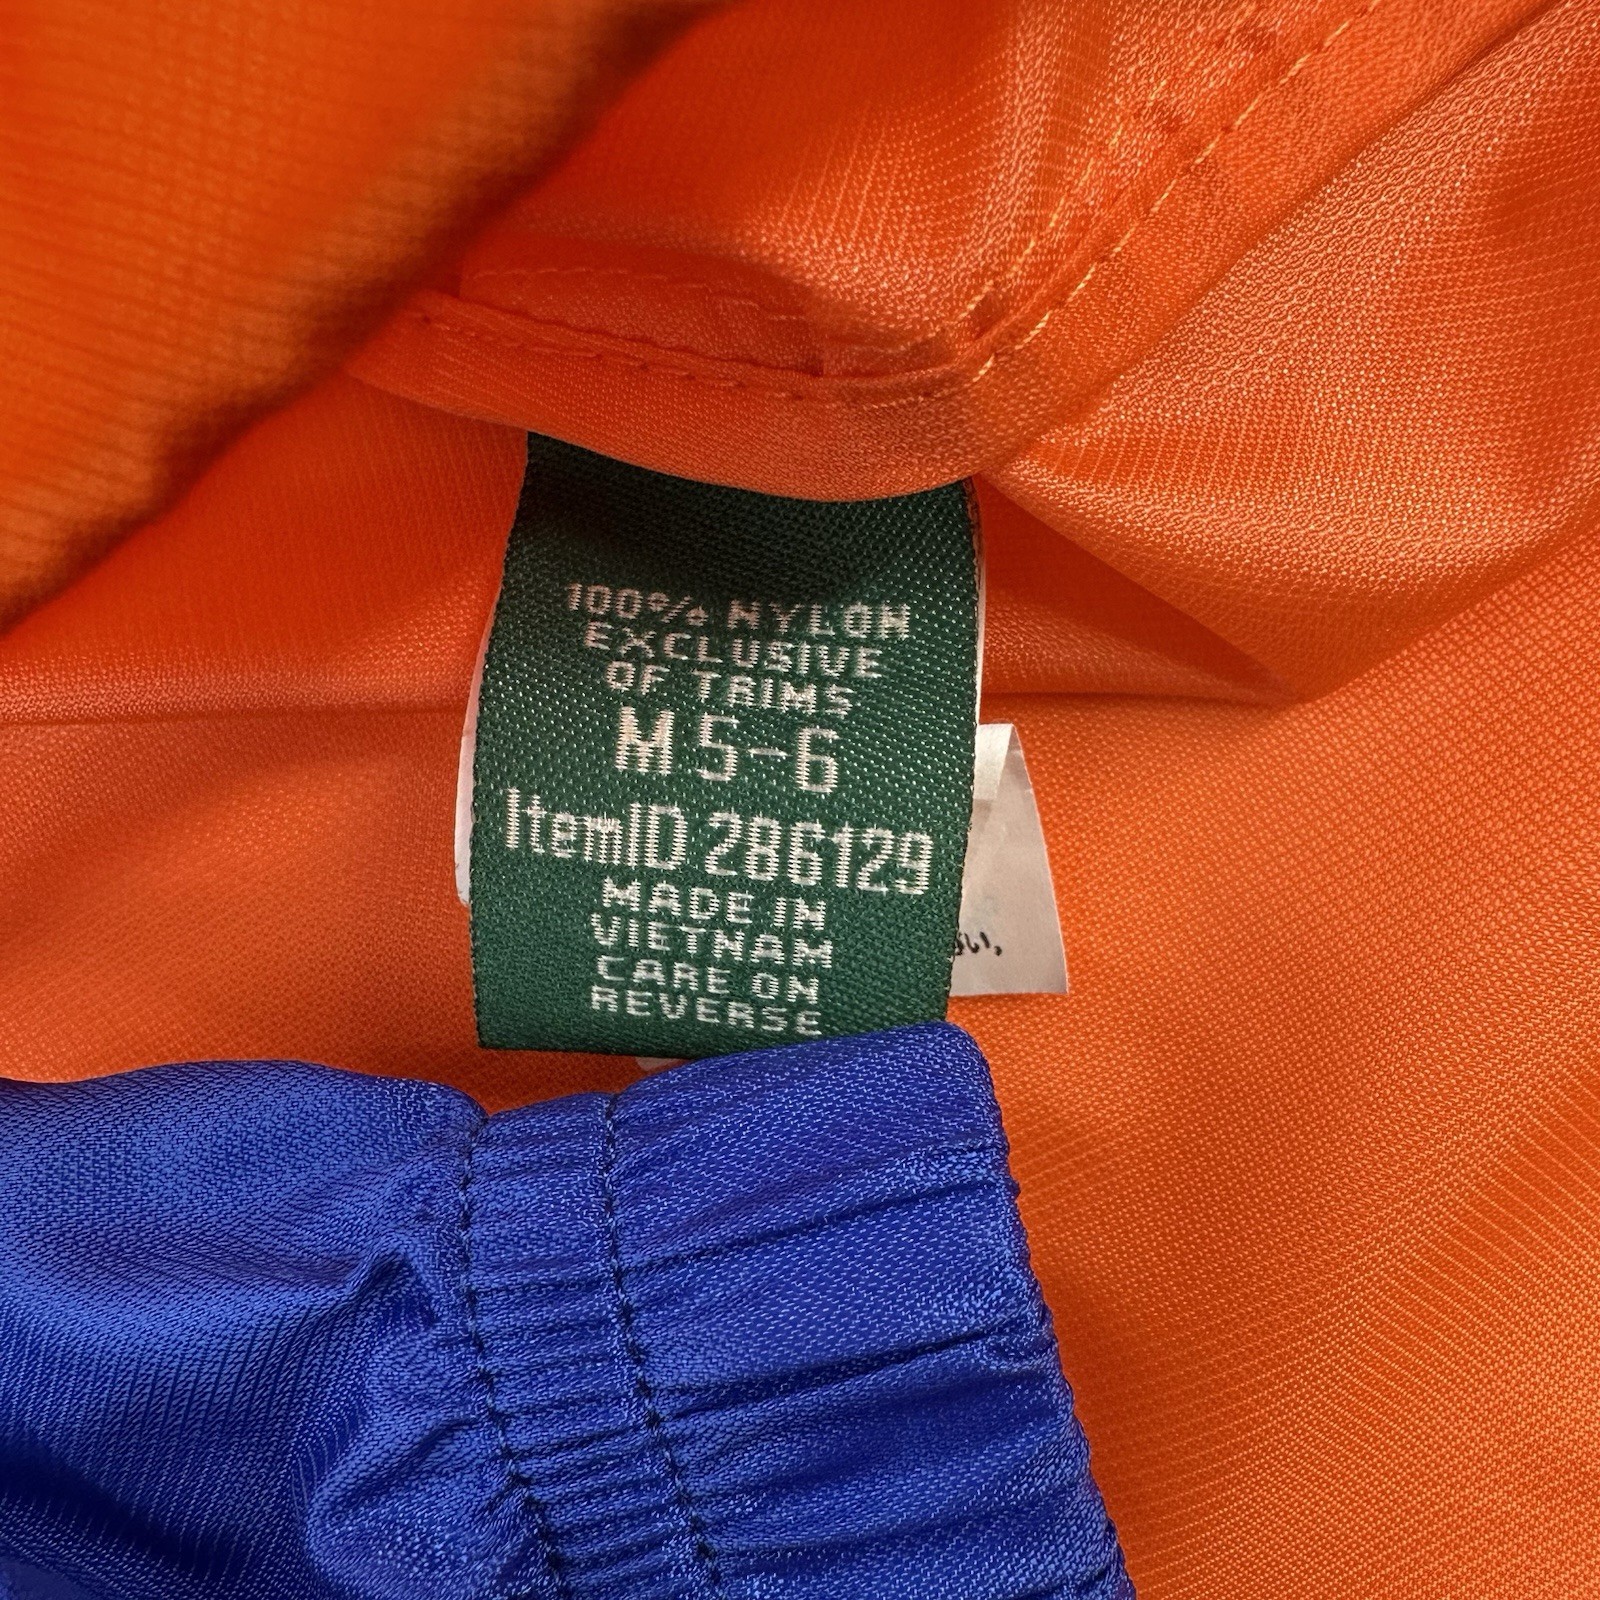 100% NYLON
EXCLUSIVE
OF TRIMS
M 5-6
ItemID 286129
MADE IN
VIETNAM
CARE ON
REVERSE